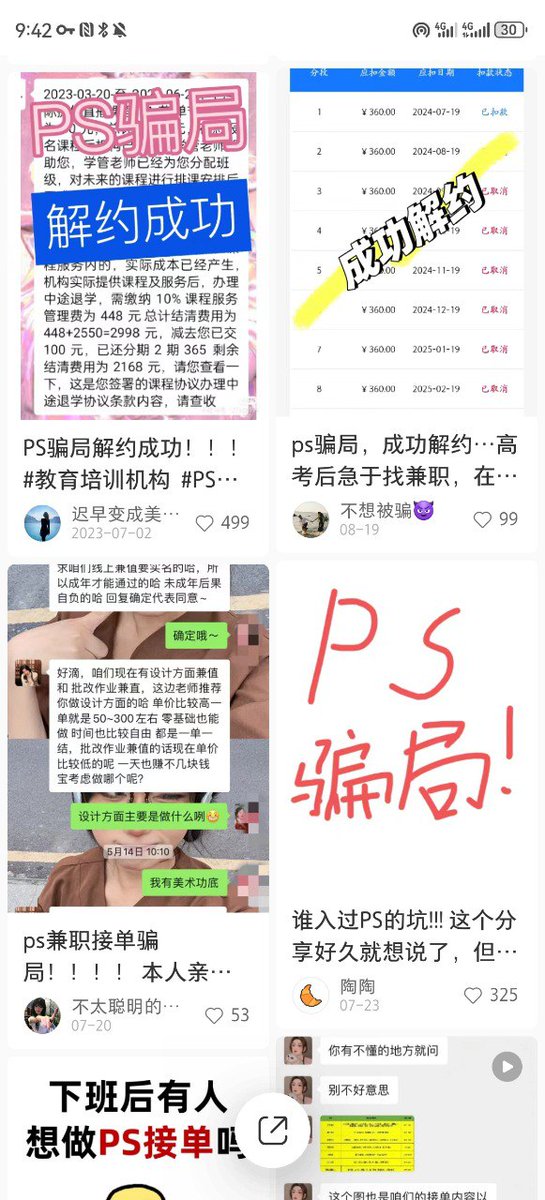 9:42
4G
4G
30
2023-03-20 至
PS骗局
名课程
助您，学管老师已经为您分配班
级，对未来的课程进行排课安排后
解约成功
程服务内的，实际成本已经产生，
机构实际提供课程及服务后，办理
中途退学，需缴纳 10% 课程服务
管理费为 448 元 总计结清费用为
448+2550=2998 元，减去您已交
100 元，已还分期 2 期 365 剩余
结清费用为 2168 元，请您查看一
下，这是您签署的课程协议办理中
途退学协议条款内容，请查收
PS骗局解约成功！！！
#教育培训机构 #PS…
迟早变成美…
2023-07-02
499
分段 应扣金额 应扣日期 扣款状态
1 ¥ 360.00 2024-07-19 已扣款
2 ¥ 360.00 2024-08-19
3 ¥ 360.00 已取消
4 已取消
5 2024-11-19 已取消
¥ 360.00 2024-12-19 已取消
7 ¥ 360.00 2025-01-19 已取消
8 ¥ 360.00 2025-02-19 已取消
成功解约
ps骗局，成功解约…高
考后急于找兼职，在…
不想被骗😈
08-19
99
求咱们线上兼值要实名的哈，所
以成年才能通过的哈 未成年后果
自负的哈 回复确定代表同意~
确定哦～
好滴，咱们现在有设计方面兼值
和 批改作业兼直，这边老师推荐
你做设计方面的哈 单价比较高一
单就是 50~300 左右 零基础也能
做 时间也比较自由 都是一单一
结，批改作业兼值的话现在单价
比较低的呢 一天也赚不几块钱
宝考虑做哪个呢？
设计方面主要是做什么咧😄
5月14日 10:10
我有美术功底
ps兼职接单骗
局！！！！ 本人亲…
不太聪明的…
07-20
53
PS
骗局！
谁入过PS的坑!!! 这个分
享好久就想说了，但…
陶陶
07-23
325
下班后有人
想做PS接单吗
你有不懂的地方就问
别不好意思
这个图也是咱们的接单内容以